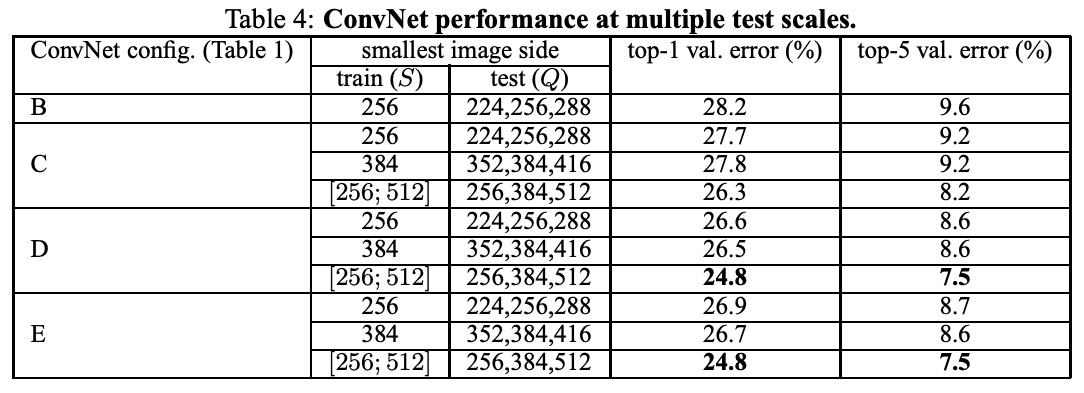 Table 4: ConvNet performance at multiple test scales.
ConvNet config. (Table 1) smallest image side top-1 val. error (%) top-5 val. error (%)
train (S) test (Q)
B 256 224,256,288 28.2 9.6
256 224,256,288 27.7 9.2
C 384 352,384,416 27.8 9.2
[256; 512] 256,384,512 26.3 8.2
256 224,256,288 26.6 8.6
D 384 352,384,416 26.5 8.6
[256; 512] 256,384,512 24.8 7.5
256 224,256,288 26.9 8.7
E 384 352,384,416 26.7 8.6
[256; 512] 256,384,512 24.8 7.5